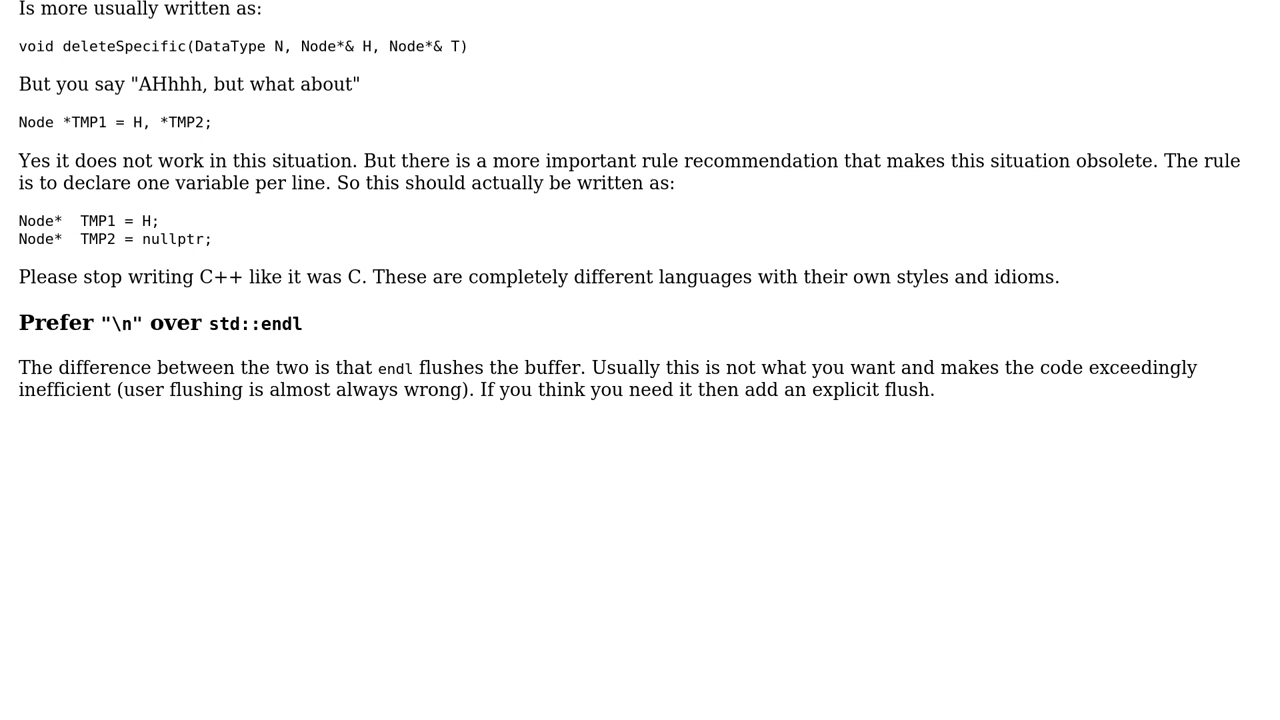 Is more usually written as:
void deleteSpecific(DataType N, Node*& H, Node*& T)
But you say "AHhhh, but what about"
Node *TMP1 = H, *TMP2;
Yes it does not work in this situation. But there is a more important rule recommendation that makes this situation obsolete. The rule
is to declare one variable per line. So this should actually be written as:
Node*  TMP1 = H;
Node*  TMP2 = nullptr;
Please stop writing C++ like it was C. These are completely different languages with their own styles and idioms.
Prefer "\n" over std::endl
The difference between the two is that endl flushes the buffer. Usually this is not what you want and makes the code exceedingly
inefficient (user flushing is almost always wrong). If you think you need it then add an explicit flush.